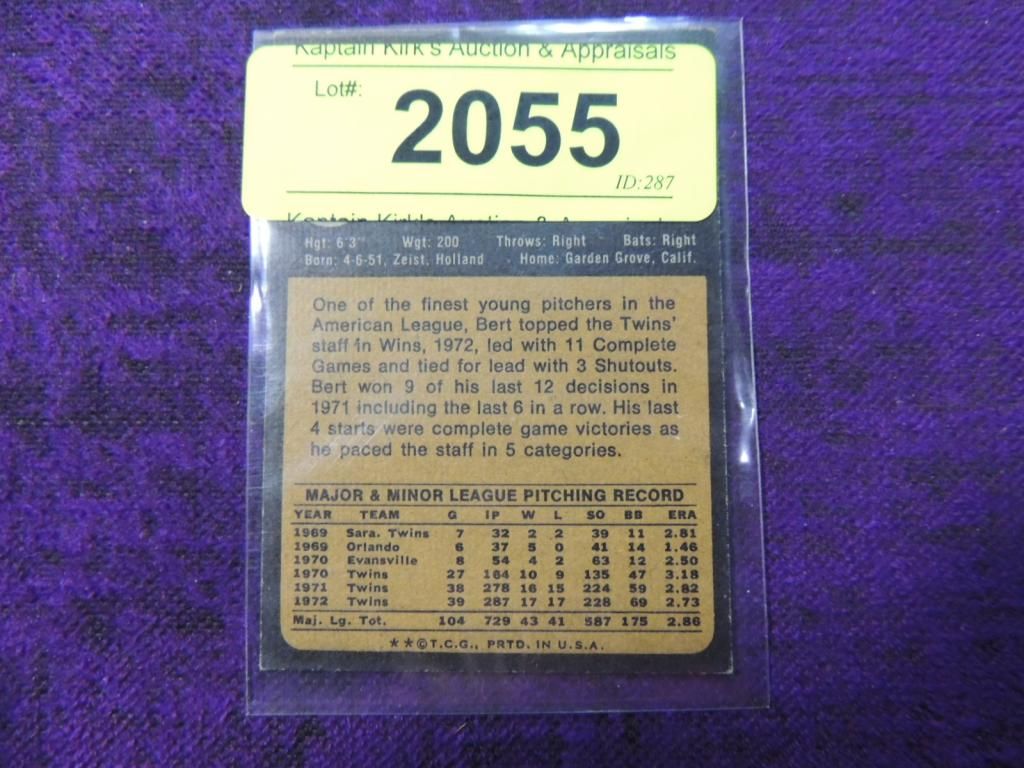 Kaptain Kirk's Auction & Appraisals
Lot#: 2055
ID:287
Kaptain Kirk's Auction & Appraisals
Hgt: 6'3" Wgt: 200 Throws: Right Bats: Right
Born: 4-6-51, Zeist, Holland Home: Garden Grove, Calif.
One of the finest young pitchers in the
American League, Bert topped the Twins'
staff in Wins, 1972, led with 11 Complete
Games and tied for lead with 3 Shutouts.
Bert won 9 of his last 12 decisions in
1971 including the last 6 in a row. His last
4 starts were complete game victories as
he paced the staff in 5 categories.
MAJOR & MINOR LEAGUE PITCHING RECORD
YEAR TEAM G IP W L SO BB ERA
1969 Sara. Twins 7 32 2 2 39 11 2.81
1969 Orlando 6 37 5 0 41 14 1.46
1970 Evansville 8 54 4 2 63 12 2.50
1970 Twins 27 164 10 9 135 47 3.18
1971 Twins 38 278 16 15 224 59 2.82
1972 Twins 39 287 17 17 228 69 2.73
Maj. Lg. Tot. 104 729 43 41 587 175 2.86
**©T.C.G., PRTD. IN U.S.A.